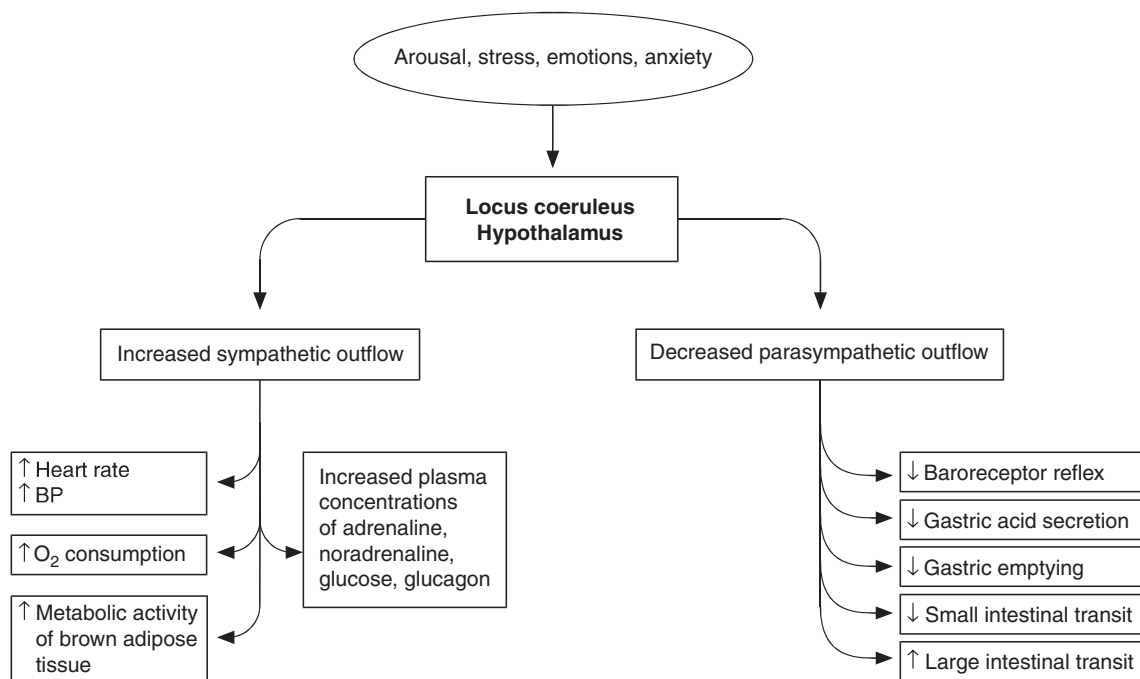 Arousal, stress, emotions, anxiety
Locus coeruleus
Hypothalamus
Increased sympathetic outflow
Decreased parasympathetic outflow
↑ Heart rate
↑ BP
↑ O₂ consumption
↑ Metabolic activity
of brown adipose
tissue
Increased plasma
concentrations
of adrenaline,
noradrenaline,
glucose, glucagon
↓ Baroreceptor reflex
↓ Gastric acid secretion
↓ Gastric emptying
↓ Small intestinal transit
↑ Large intestinal transit